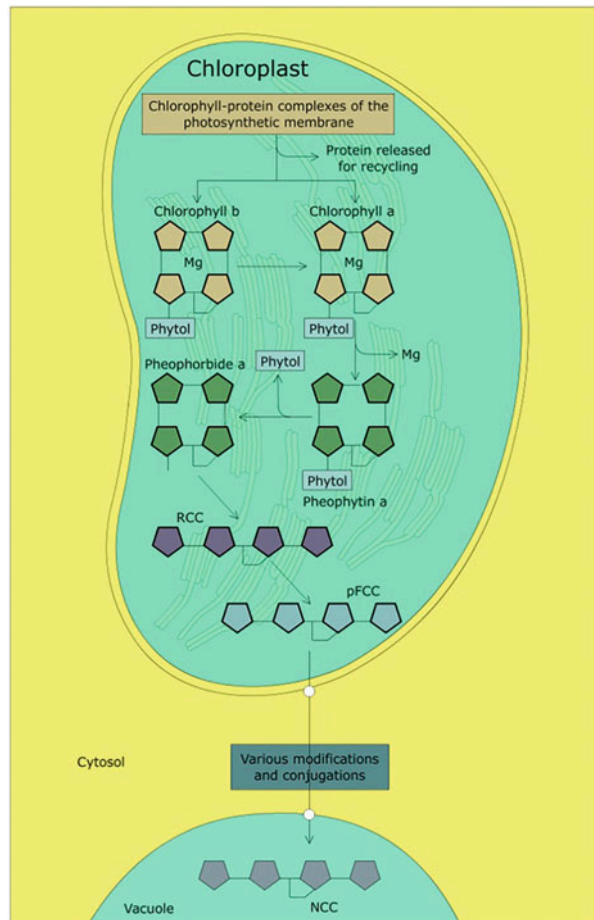 Chloroplast
Chlorophyll-protein complexes of the
photosynthetic membrane
Protein released
for recycling
Chlorophyll b
Chlorophyll a
Mg
Mg
Phytol
Phytol
Mg
Pheophorbide a
Phytol
Phytol
Pheophytin a
RCC
pFCC
Cytosol
Various modifications
and conjugations
Vacuole
NCC